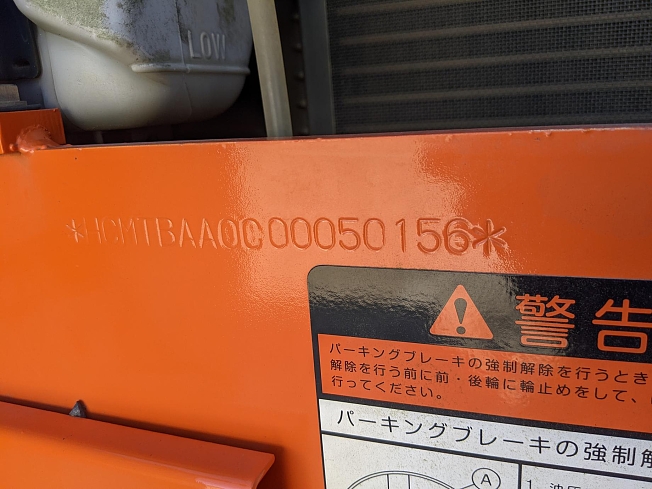 LOW
*HCMTBAA0C00050156*
警告
パーキングブレーキの強制解除を行うとき
解除を行う前に前・後輪に輪止めをして、
行ってください。
パーキングブレーキの強制解
A
1.油圧